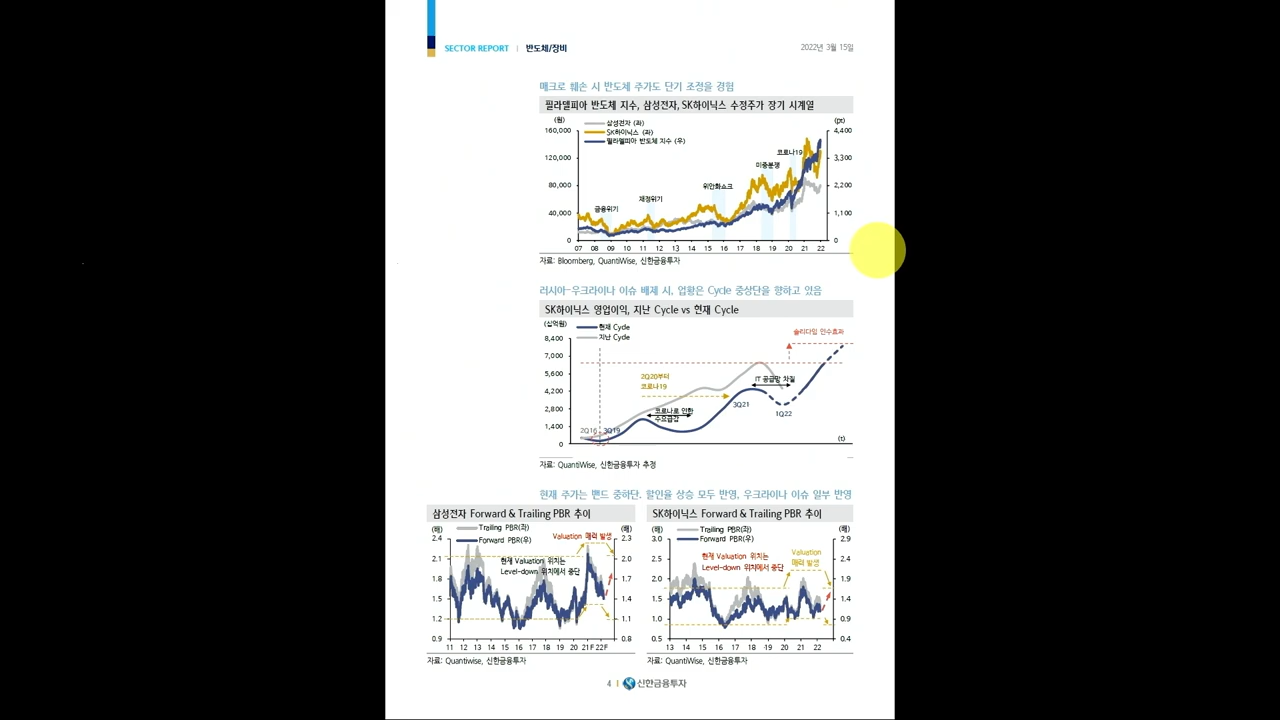 SECTOR REPORT | 반도체/장비
2022년 3월 15일
매크로 훼손 시 반도체 주가도 단기 조정을 경험
필라델피아 반도체 지수, 삼성전자, SK하이닉스 수정주가 장기 시계열
(원)
(pt)
삼성전자 (좌)
SK하이닉스 (좌)
필라델피아 반도체 지수 (우)
160,000
120,000
80,000
40,000
0
4,400
3,300
2,200
1,100
0
금융위기
재정위기
위안화쇼크
미중분쟁
코로나19
07 08 09 10 11 12 13 14 15 16 17 18 19 20 21 22
자료: Bloomberg, QuantiWise, 신한금융투자
러시아-우크라이나 이슈 배제 시, 업황은 Cycle 중상단을 향하고 있음
SK하이닉스 영업이익, 지난 Cycle vs 현재 Cycle
(십억원)
현재 Cycle
지난 Cycle
솔리다임 인수효과
8,400
7,000
5,600
4,200
2,800
1,400
0
2Q20부터
코로나19
코로나로 인한
수요급감
IT 공급망 차질
3Q21
1Q22
2Q16
3Q19
(t)
자료: QuantiWise, 신한금융투자 추정
현재 주가는 밴드 중하단. 할인율 상승 모두 반영, 우크라이나 이슈 일부 반영
삼성전자 Forward & Trailing PBR 추이
(배)
(배)
Trailing PBR(좌)
Forward PBR(우)
Valuation 매력 발생
현재 Valuation 위치는
Level-down 위치에서 중단
2.4
2.1
1.8
1.5
1.2
0.9
2.3
2.0
1.7
1.4
1.1
0.8
11 12 13 14 15 16 17 18 19 20 21F 22F
자료: Quantiwise, 신한금융투자
SK하이닉스 Forward & Trailing PBR 추이
(배)
(배)
Trailing PBR(좌)
Forward PBR(우)
현재 Valuation 위치는
Level-down 위치에서 중단
Valuation
매력 발생
3.0
2.5
2.0
1.5
1.0
0.5
2.9
2.4
1.9
1.4
0.9
0.4
13 14 15 16 17 18 19 20 21 22
자료: QuantiWise, 신한금융투자
4 | 신한금융투자